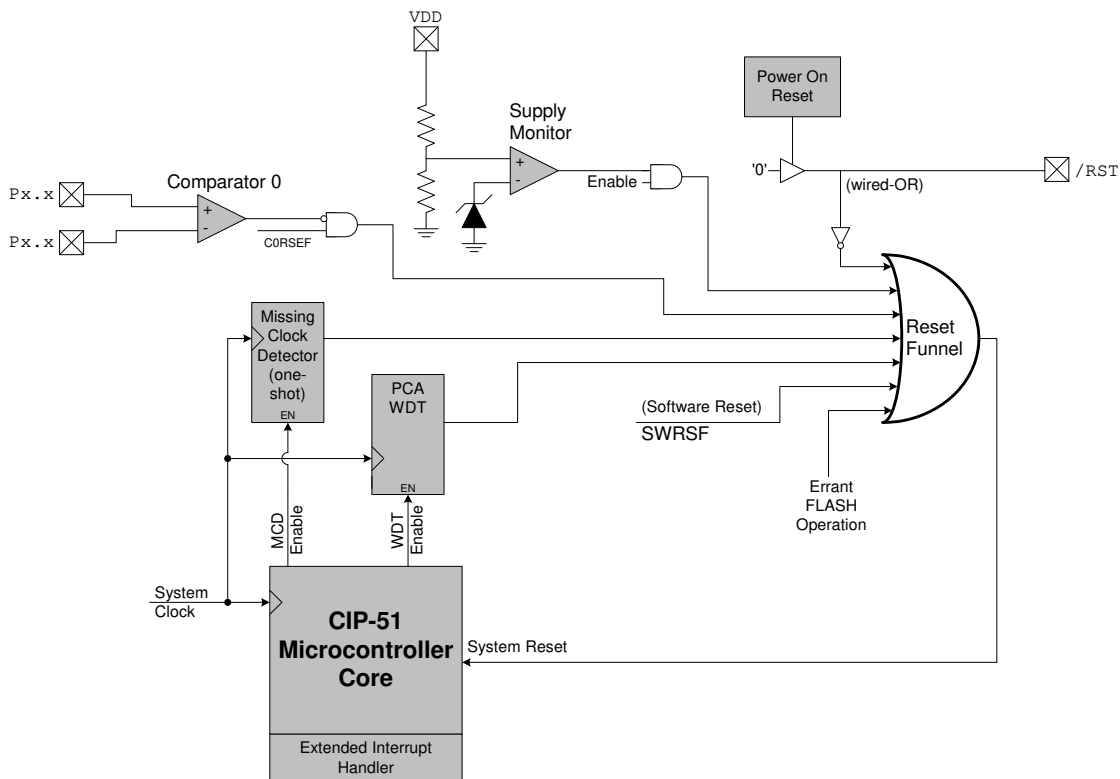 VDD
Power On
Reset
Supply
Monitor
'0'
/RST
Enable
(wired-OR)
Px.x
Comparator 0
Px.x
C0RSEF
Missing
Clock
Detector
(one-
shot)
EN
Reset
Funnel
PCA
WDT
EN
(Software Reset)
SWRSF
Errant
FLASH
Operation
MCD
Enable
WDT
Enable
System
Clock
CIP-51
Microcontroller
Core
System Reset
Extended Interrupt
Handler
+
-
+
-